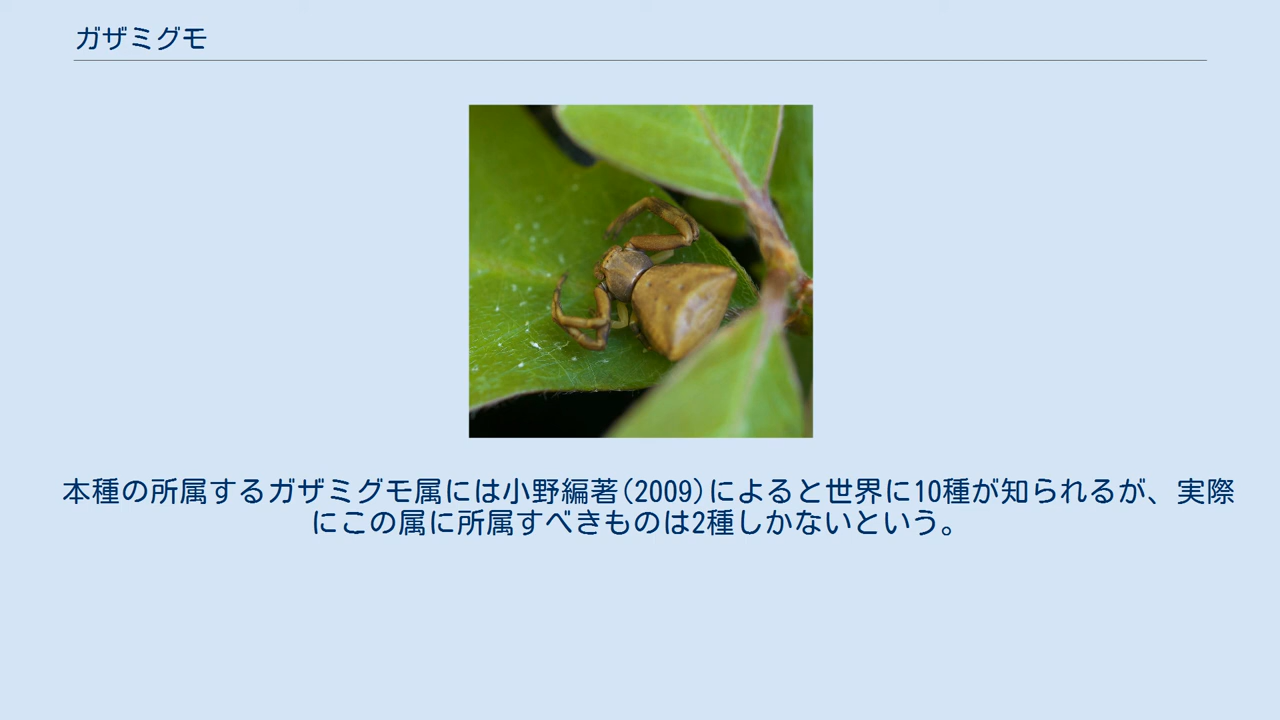 ガザミグモ
本種の所属するガザミグモ属には小野編著(2009)によると世界に10種が知られるが、実際
にこの属に所属すべきものは2種しかないという。